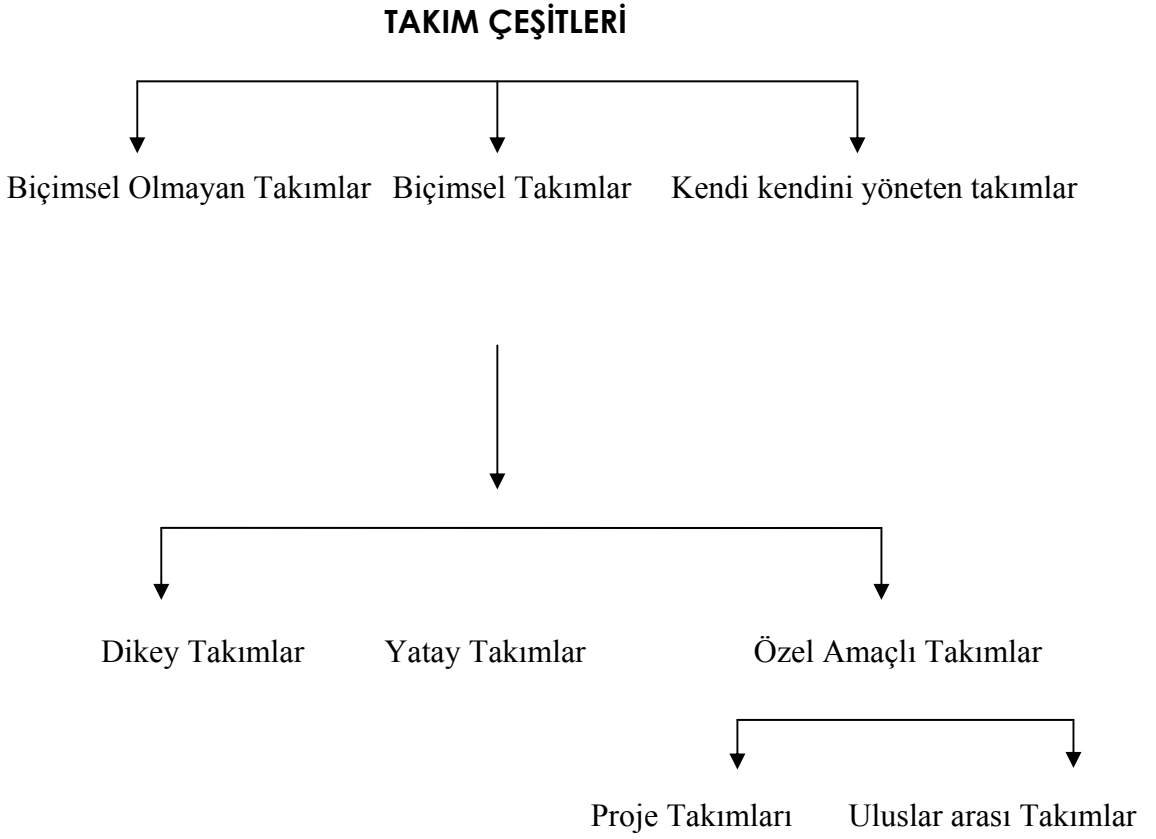 TAKIM ÇEŞİTLERİ
Biçimsel Olmayan Takımlar Biçimsel Takımlar Kendi kendini yöneten takımlar
Dikey Takımlar Yatay Takımlar Özel Amaçlı Takımlar
Proje Takımları Uluslar arası Takımlar